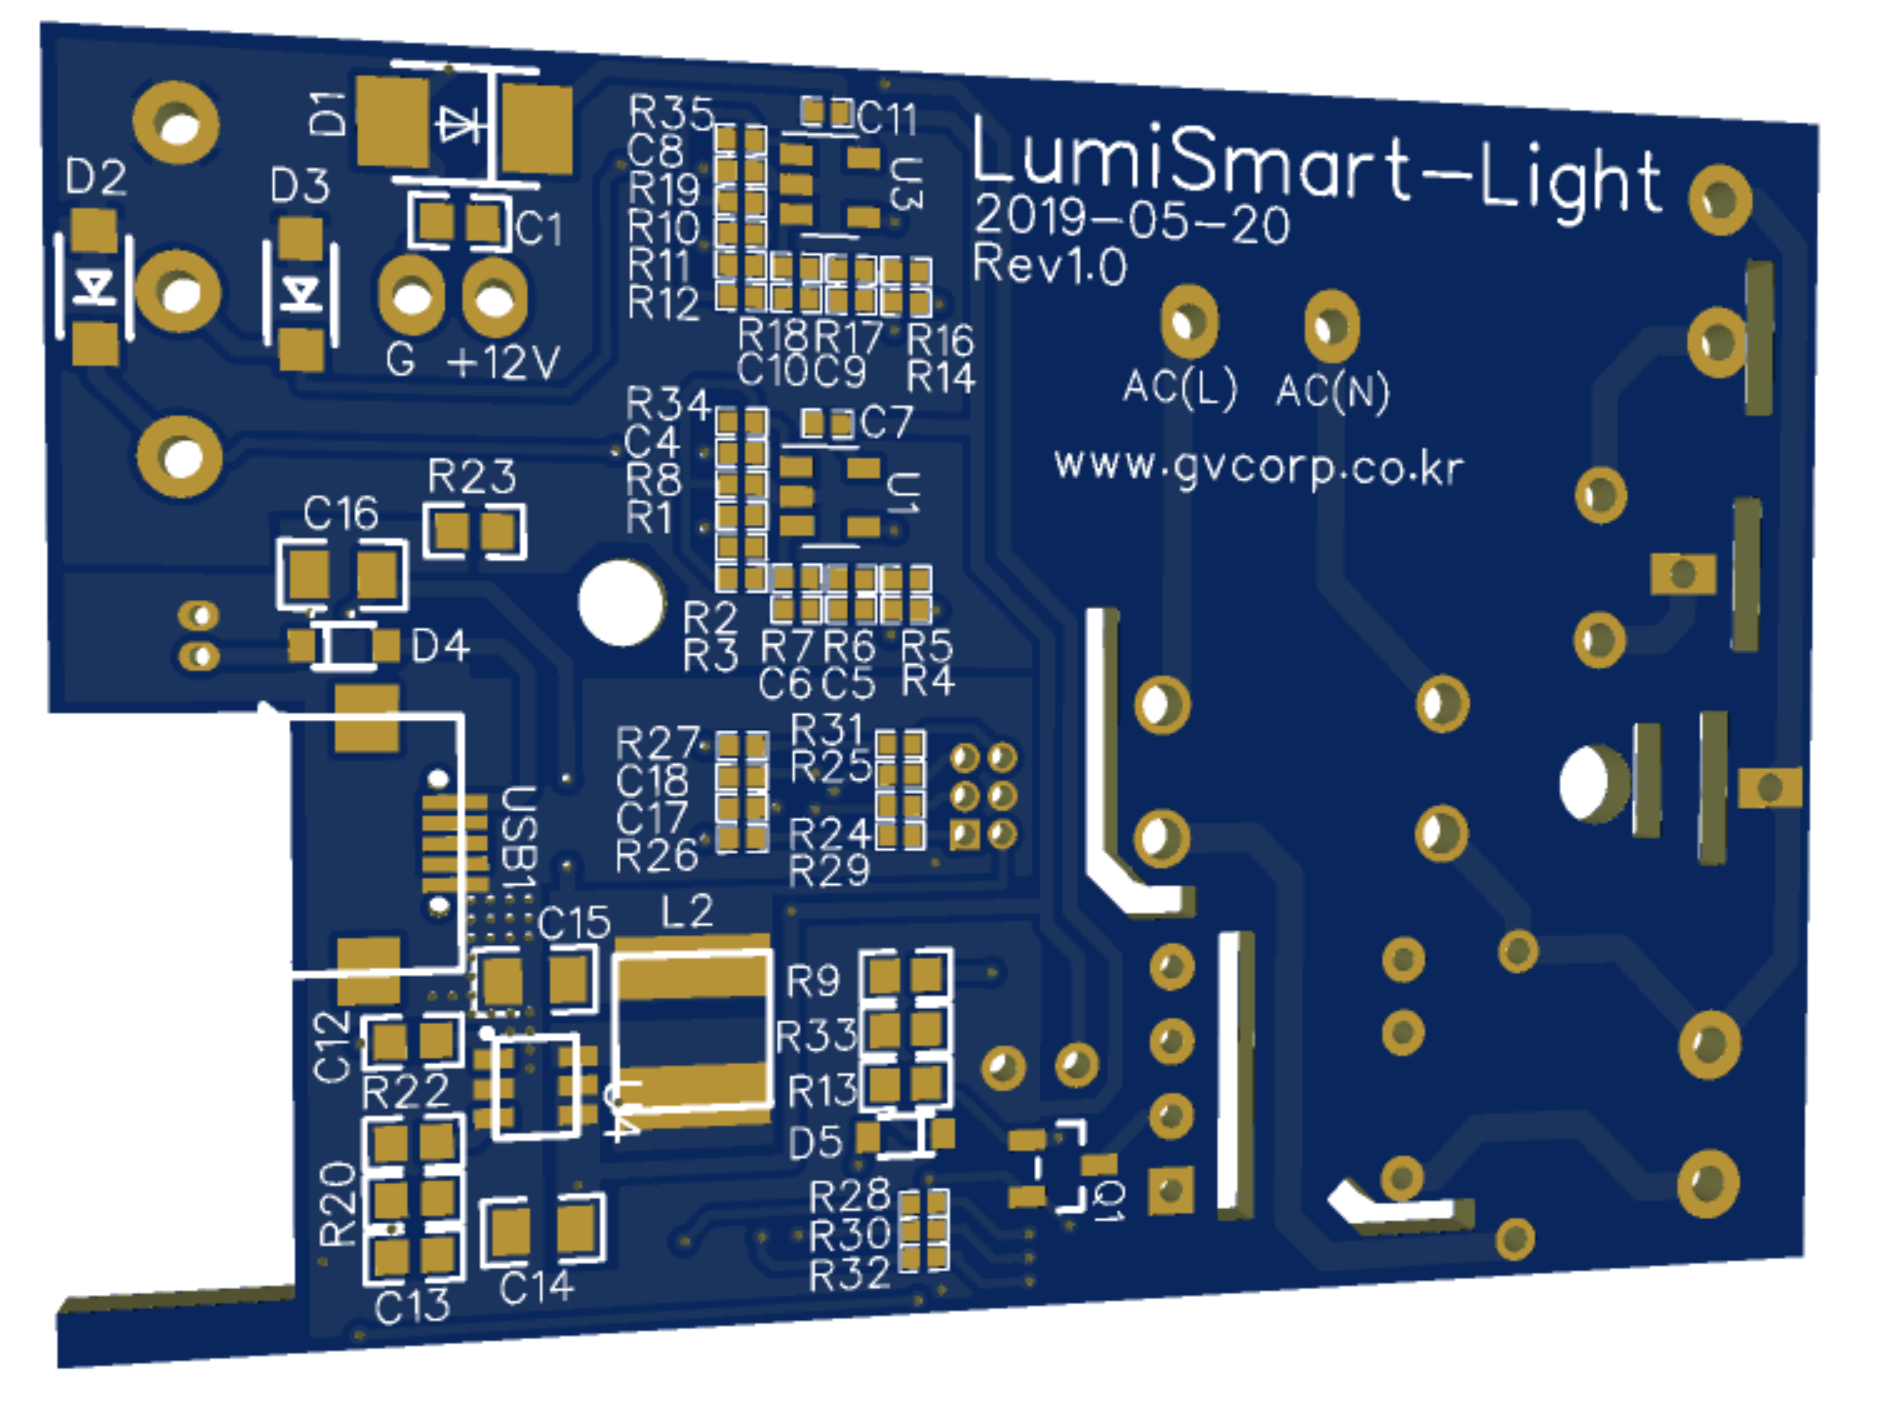 D1
D2
D3
C1
G +12V
R35
C8
R19
R10
R11
R12
C11
U3
R18 R17 R16
C10 C9 R14
LumiSmart-Light
2019-05-20
Rev1.0
AC(L) AC(N)
www.gvcorp.co.kr
R34
C4
R8
R1
C7
U1
R2
R3
R7 R6 R5
C6 C5 R4
R23
C16
D4
R27
C18
C17
R26
R31
R25
R24
R29
USB1
C15
L2
R9
R33
R13
D5
C12
R22
U4
R20
C13
C14
R28
R30
R32
Q1